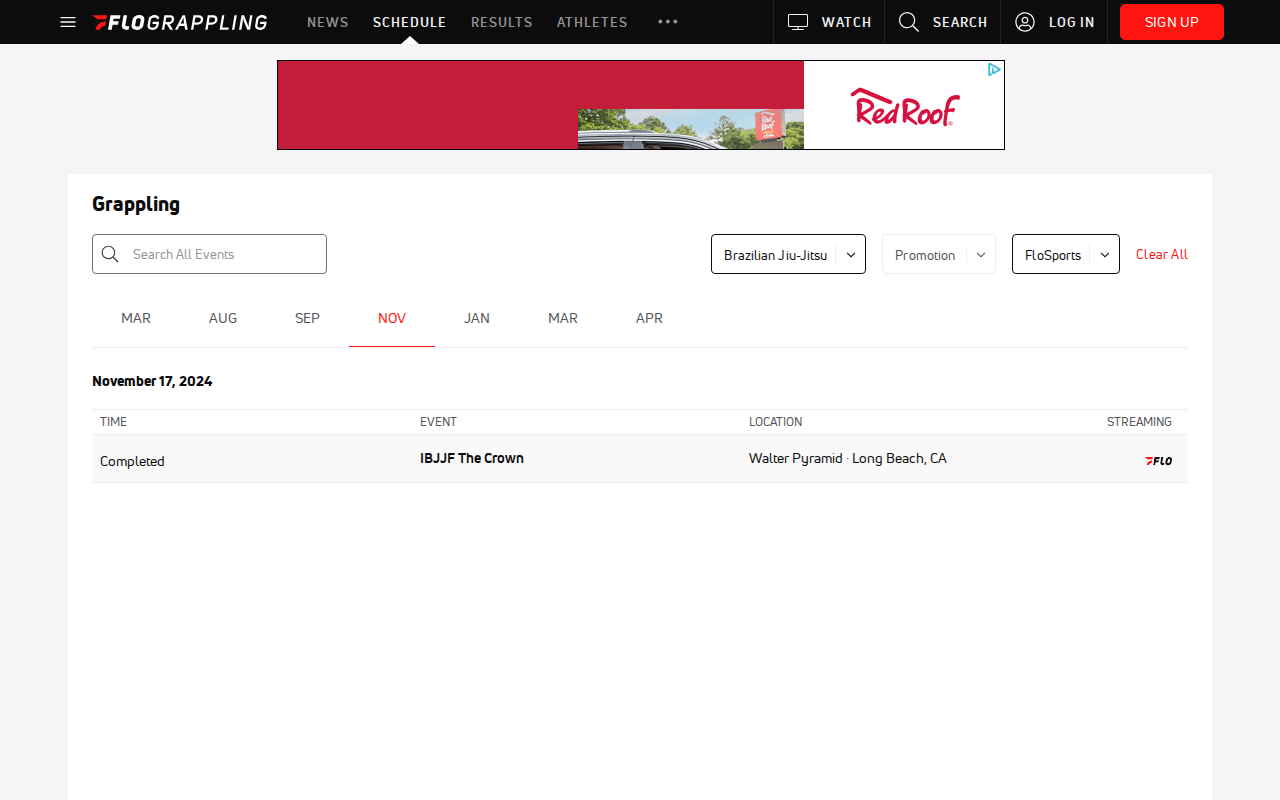 FLOGRAPPLING NEWS SCHEDULE RESULTS ATHLETES WATCH SEARCH LOG IN SIGN UP
Red Roof
Grappling
Search All Events Brazilian Jiu-Jitsu Promotion FloSports Clear All
MAR AUG SEP NOV JAN MAR APR
November 17, 2024
TIME EVENT LOCATION STREAMING
Completed IBJJF The Crown Walter Pyramid · Long Beach, CA FLO